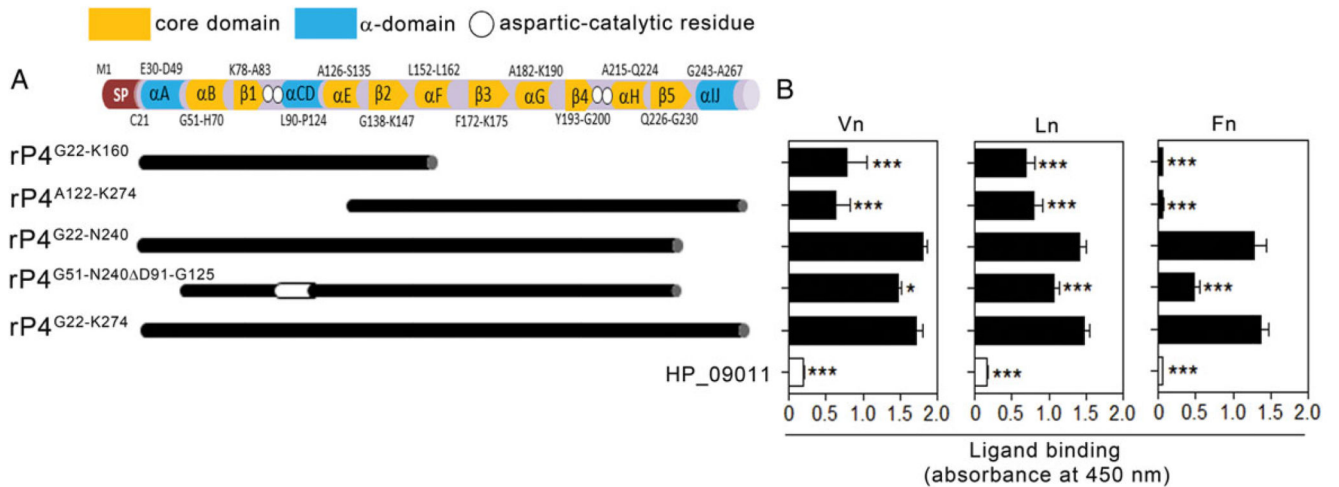 core domain α-domain aspartic-catalytic residue
A
M1 E30-D49 K78-A83 A126-S135 L152-L162 A182-K190 A215-Q224 G243-A267
SP αA αB β1 αCD αE β2 αF β3 αG β4 αH β5 αIJ
C21 G51-H70 L90-P124 G138-K147 F172-K175 Y193-G200 Q226-G230
rP4G22-K160
rP4A122-K274
rP4G22-N240
rP4G51-N240ΔD91-G125
rP4G22-K274
HP_09011
B
Vn Ln Fn
*** *** ***
*** *** ***
* *** ***
*** *** ***
0 0.5 1.0 1.5 2.0 0 0.5 1.0 1.5 2.0 0 0.5 1.0 1.5 2.0
Ligand binding
(absorbance at 450 nm)